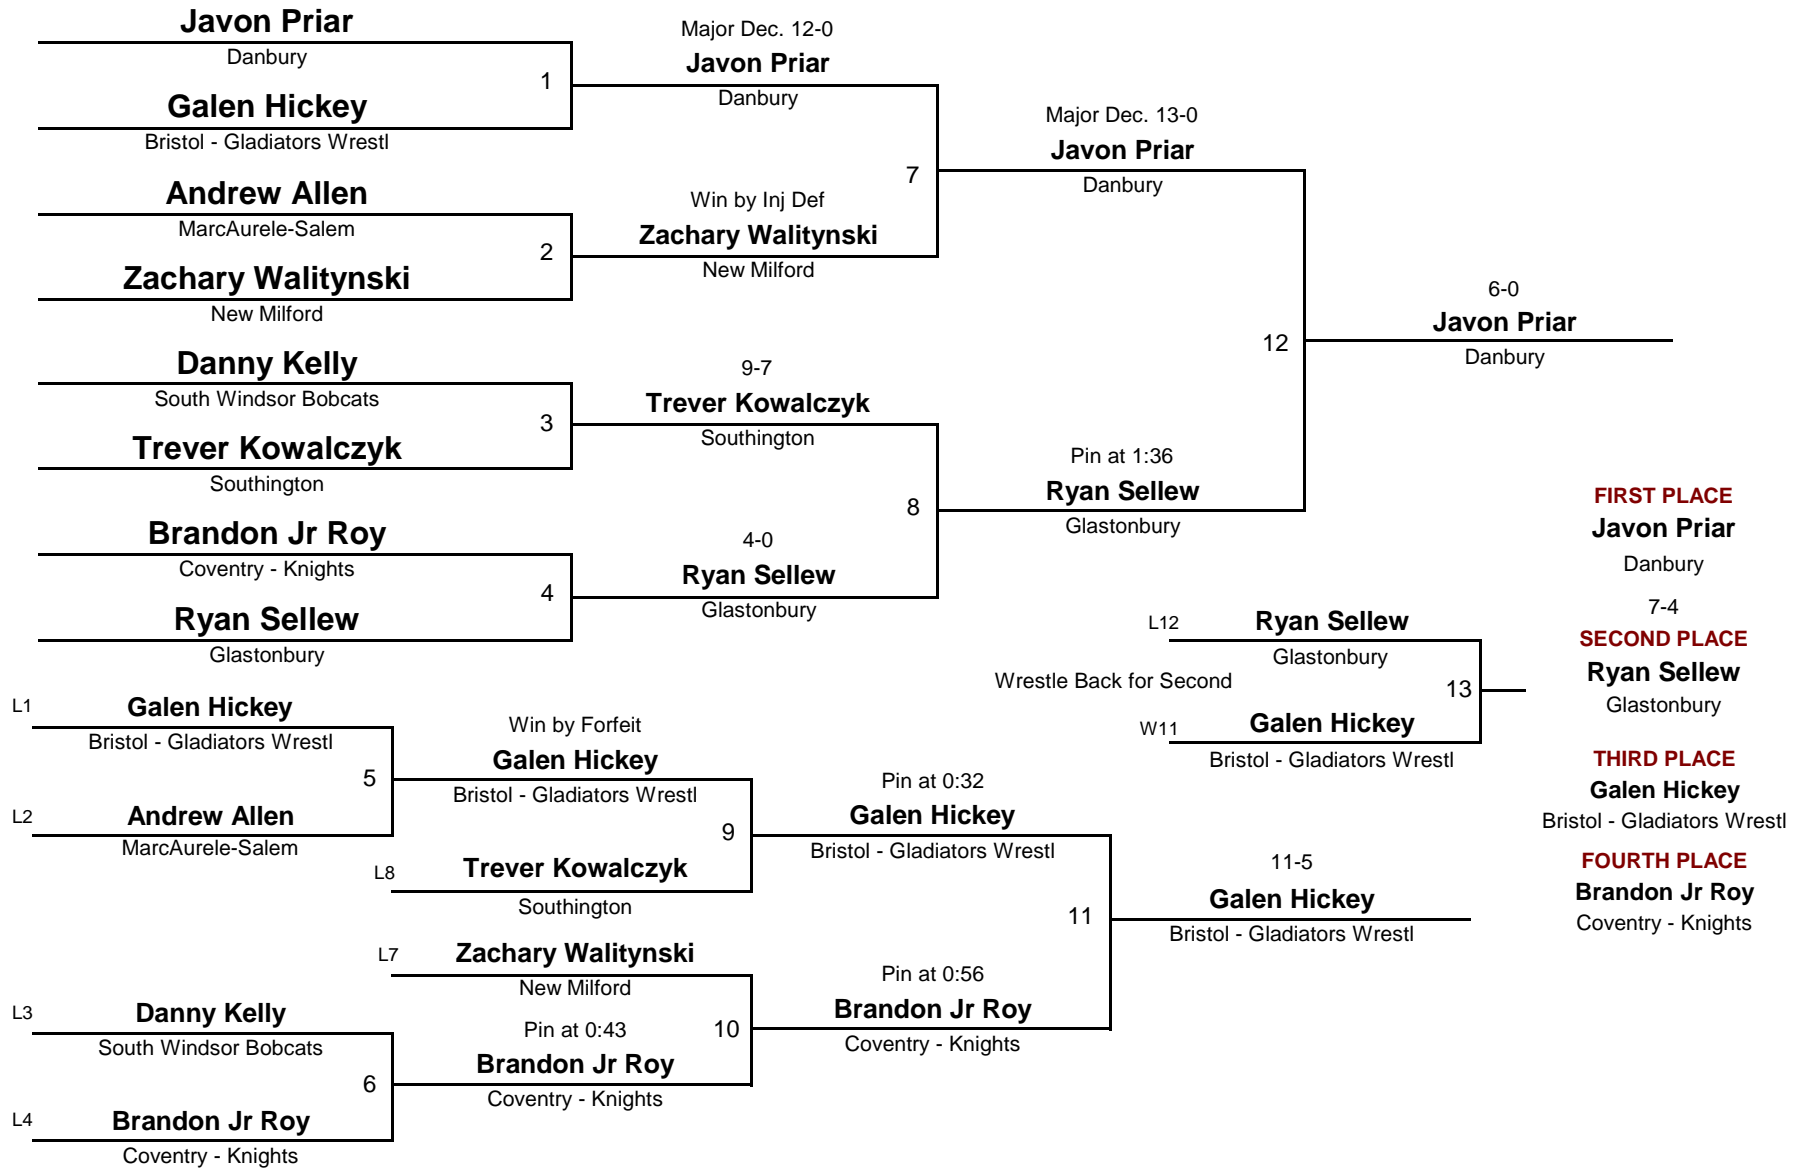 Javon Priar
Danbury
1
Galen Hickey
Bristol - Gladiators Wrestl
Andrew Allen
MarcAurele-Salem
2
Zachary Walitynski
New Milford
Danny Kelly
South Windsor Bobcats
3
Trever Kowalczyk
Southington
Brandon Jr Roy
Coventry - Knights
4
Ryan Sellew
Glastonbury
Major Dec. 12-0
Javon Priar
Danbury
7
Win by Inj Def
Zachary Walitynski
New Milford
9-7
Trever Kowalczyk
Southington
8
4-0
Ryan Sellew
Glastonbury
Major Dec. 13-0
Javon Priar
Danbury
12
Pin at 1:36
Ryan Sellew
Glastonbury
6-0
Javon Priar
Danbury
L1
Galen Hickey
Bristol - Gladiators Wrestl
5
L2
Andrew Allen
MarcAurele-Salem
L3
Danny Kelly
South Windsor Bobcats
6
L4
Brandon Jr Roy
Coventry - Knights
Win by Forfeit
Galen Hickey
Bristol - Gladiators Wrestl
9
L8
Trever Kowalczyk
Southington
L7
Zachary Walitynski
New Milford
10
Pin at 0:43
Brandon Jr Roy
Coventry - Knights
Pin at 0:32
Galen Hickey
Bristol - Gladiators Wrestl
11
Pin at 0:56
Brandon Jr Roy
Coventry - Knights
11-5
Galen Hickey
Bristol - Gladiators Wrestl
L12
Ryan Sellew
Glastonbury
Wrestle Back for Second
13
W11
Galen Hickey
Bristol - Gladiators Wrestl
FIRST PLACE
Javon Priar
Danbury
7-4
SECOND PLACE
Ryan Sellew
Glastonbury
THIRD PLACE
Galen Hickey
Bristol - Gladiators Wrestl
FOURTH PLACE
Brandon Jr Roy
Coventry - Knights